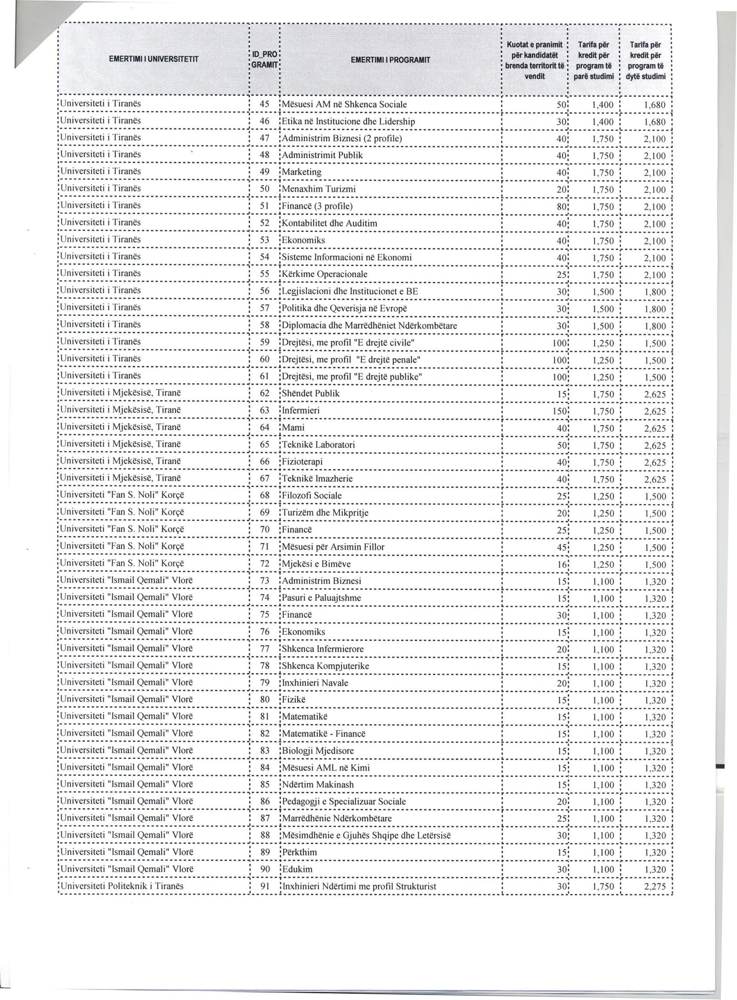 EMERTIMI I UNIVERSITETIT ID_PROGRAMIT EMERTIMI I PROGRAMIT Kuotat e pranimit për kandidatët brenda territorit të vendit Tarifa për kredit për program të parë studimi Tarifa për kredit për program të dytë studimi
Universiteti i Tiranës 45 Mësuesi AM në Shkenca Sociale 50 1,400 1,680
Universiteti i Tiranës 46 Etika në Institucione dhe Lidership 30 1,400 1,680
Universiteti i Tiranës 47 Administrim Biznesi (2 profile) 40 1,750 2,100
Universiteti i Tiranës 48 Administrimit Publik 40 1,750 2,100
Universiteti i Tiranës 49 Marketing 40 1,750 2,100
Universiteti i Tiranës 50 Menaxhim Turizmi 20 1,750 2,100
Universiteti i Tiranës 51 Financë (3 profile) 80 1,750 2,100
Universiteti i Tiranës 52 Kontabilitet dhe Auditim 40 1,750 2,100
Universiteti i Tiranës 53 Ekonomiks 40 1,750 2,100
Universiteti i Tiranës 54 Sisteme Informacioni në Ekonomi 40 1,750 2,100
Universiteti i Tiranës 55 Kërkime Operacionale 25 1,750 2,100
Universiteti i Tiranës 56 Legjislacioni dhe Institucionet e BE 30 1,500 1,800
Universiteti i Tiranës 57 Politika dhe Qeverisja në Evropë 30 1,500 1,800
Universiteti i Tiranës 58 Diplomacia dhe Marrëdhëniet Ndërkombëtare 30 1,500 1,800
Universiteti i Tiranës 59 Drejtësi, me profil "E drejtë civile" 100 1,250 1,500
Universiteti i Tiranës 60 Drejtësi, me profil "E drejtë penale" 100 1,250 1,500
Universiteti i Tiranës 61 Drejtësi, me profil "E drejtë publike" 100 1,250 1,500
Universiteti i Mjekësisë, Tiranë 62 Shëndet Publik 15 1,750 2,625
Universiteti i Mjekësisë, Tiranë 63 Infermieri 150 1,750 2,625
Universiteti i Mjekësisë, Tiranë 64 Mami 40 1,750 2,625
Universiteti i Mjekësisë, Tiranë 65 Teknikë Laboratori 50 1,750 2,625
Universiteti i Mjekësisë, Tiranë 66 Fizioterapi 40 1,750 2,625
Universiteti i Mjekësisë, Tiranë 67 Teknikë Imazherie 40 1,750 2,625
Universiteti "Fan S. Noli" Korçë 68 Filozofi Sociale 25 1,250 1,500
Universiteti "Fan S. Noli" Korçë 69 Turizëm dhe Mikpritje 20 1,250 1,500
Universiteti "Fan S. Noli" Korçë 70 Financë 25 1,250 1,500
Universiteti "Fan S. Noli" Korçë 71 Mësuesi për Arsimin Fillor 45 1,250 1,500
Universiteti "Fan S. Noli" Korçë 72 Mjekësi e Bimëve 16 1,250 1,500
Universiteti "Ismail Qemali" Vlorë 73 Administrim Biznesi 15 1,100 1,320
Universiteti "Ismail Qemali" Vlorë 74 Pasuri e Paluajtshme 15 1,100 1,320
Universiteti "Ismail Qemali" Vlorë 75 Financë 30 1,100 1,320
Universiteti "Ismail Qemali" Vlorë 76 Ekonomiks 15 1,100 1,320
Universiteti "Ismail Qemali" Vlorë 77 Shkenca Infermierore 20 1,100 1,320
Universiteti "Ismail Qemali" Vlorë 78 Shkenca Kompjuterike 15 1,100 1,320
Universiteti "Ismail Qemali" Vlorë 79 Inxhinieri Navale 20 1,100 1,320
Universiteti "Ismail Qemali" Vlorë 80 Fizikë 15 1,100 1,320
Universiteti "Ismail Qemali" Vlorë 81 Matematikë 15 1,100 1,320
Universiteti "Ismail Qemali" Vlorë 82 Matematikë - Financë 15 1,100 1,320
Universiteti "Ismail Qemali" Vlorë 83 Biologji Mjedisore 15 1,100 1,320
Universiteti "Ismail Qemali" Vlorë 84 Mësuesi AML në Kimi 15 1,100 1,320
Universiteti "Ismail Qemali" Vlorë 85 Ndërtim Makinash 15 1,100 1,320
Universiteti "Ismail Qemali" Vlorë 86 Pedagogji e Specializuar Sociale 20 1,100 1,320
Universiteti "Ismail Qemali" Vlorë 87 Marrëdhënie Ndërkombëtare 25 1,100 1,320
Universiteti "Ismail Qemali" Vlorë 88 Mësimdhënie e Gjuhës Shqipe dhe Letërsisë 30 1,100 1,320
Universiteti "Ismail Qemali" Vlorë 89 Përkthim 15 1,100 1,320
Universiteti "Ismail Qemali" Vlorë 90 Edukim 30 1,100 1,320
Universiteti Politeknik i Tiranës 91 Inxhinieri Ndërtimi me profil Strukturist 30 1,750 2,275